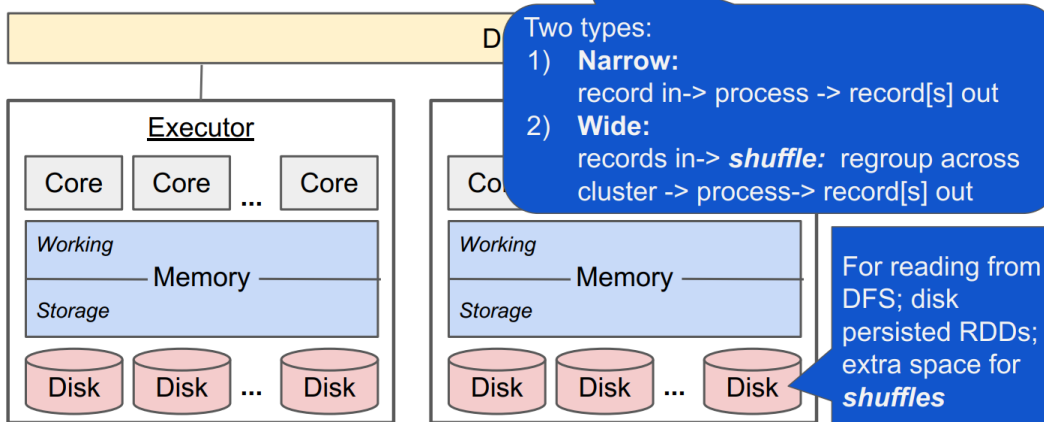 D
Two types:
1) Narrow:
record in-> process -> record[s] out
2) Wide:
records in-> shuffle: regroup across
cluster -> process-> record[s] out
Executor
Core Core ... Core
Working
Memory
Storage
Disk Disk ... Disk
Co
Working
Memory
Storage
Disk Disk ... Disk
For reading from
DFS; disk
persisted RDDs;
extra space for
shuffles